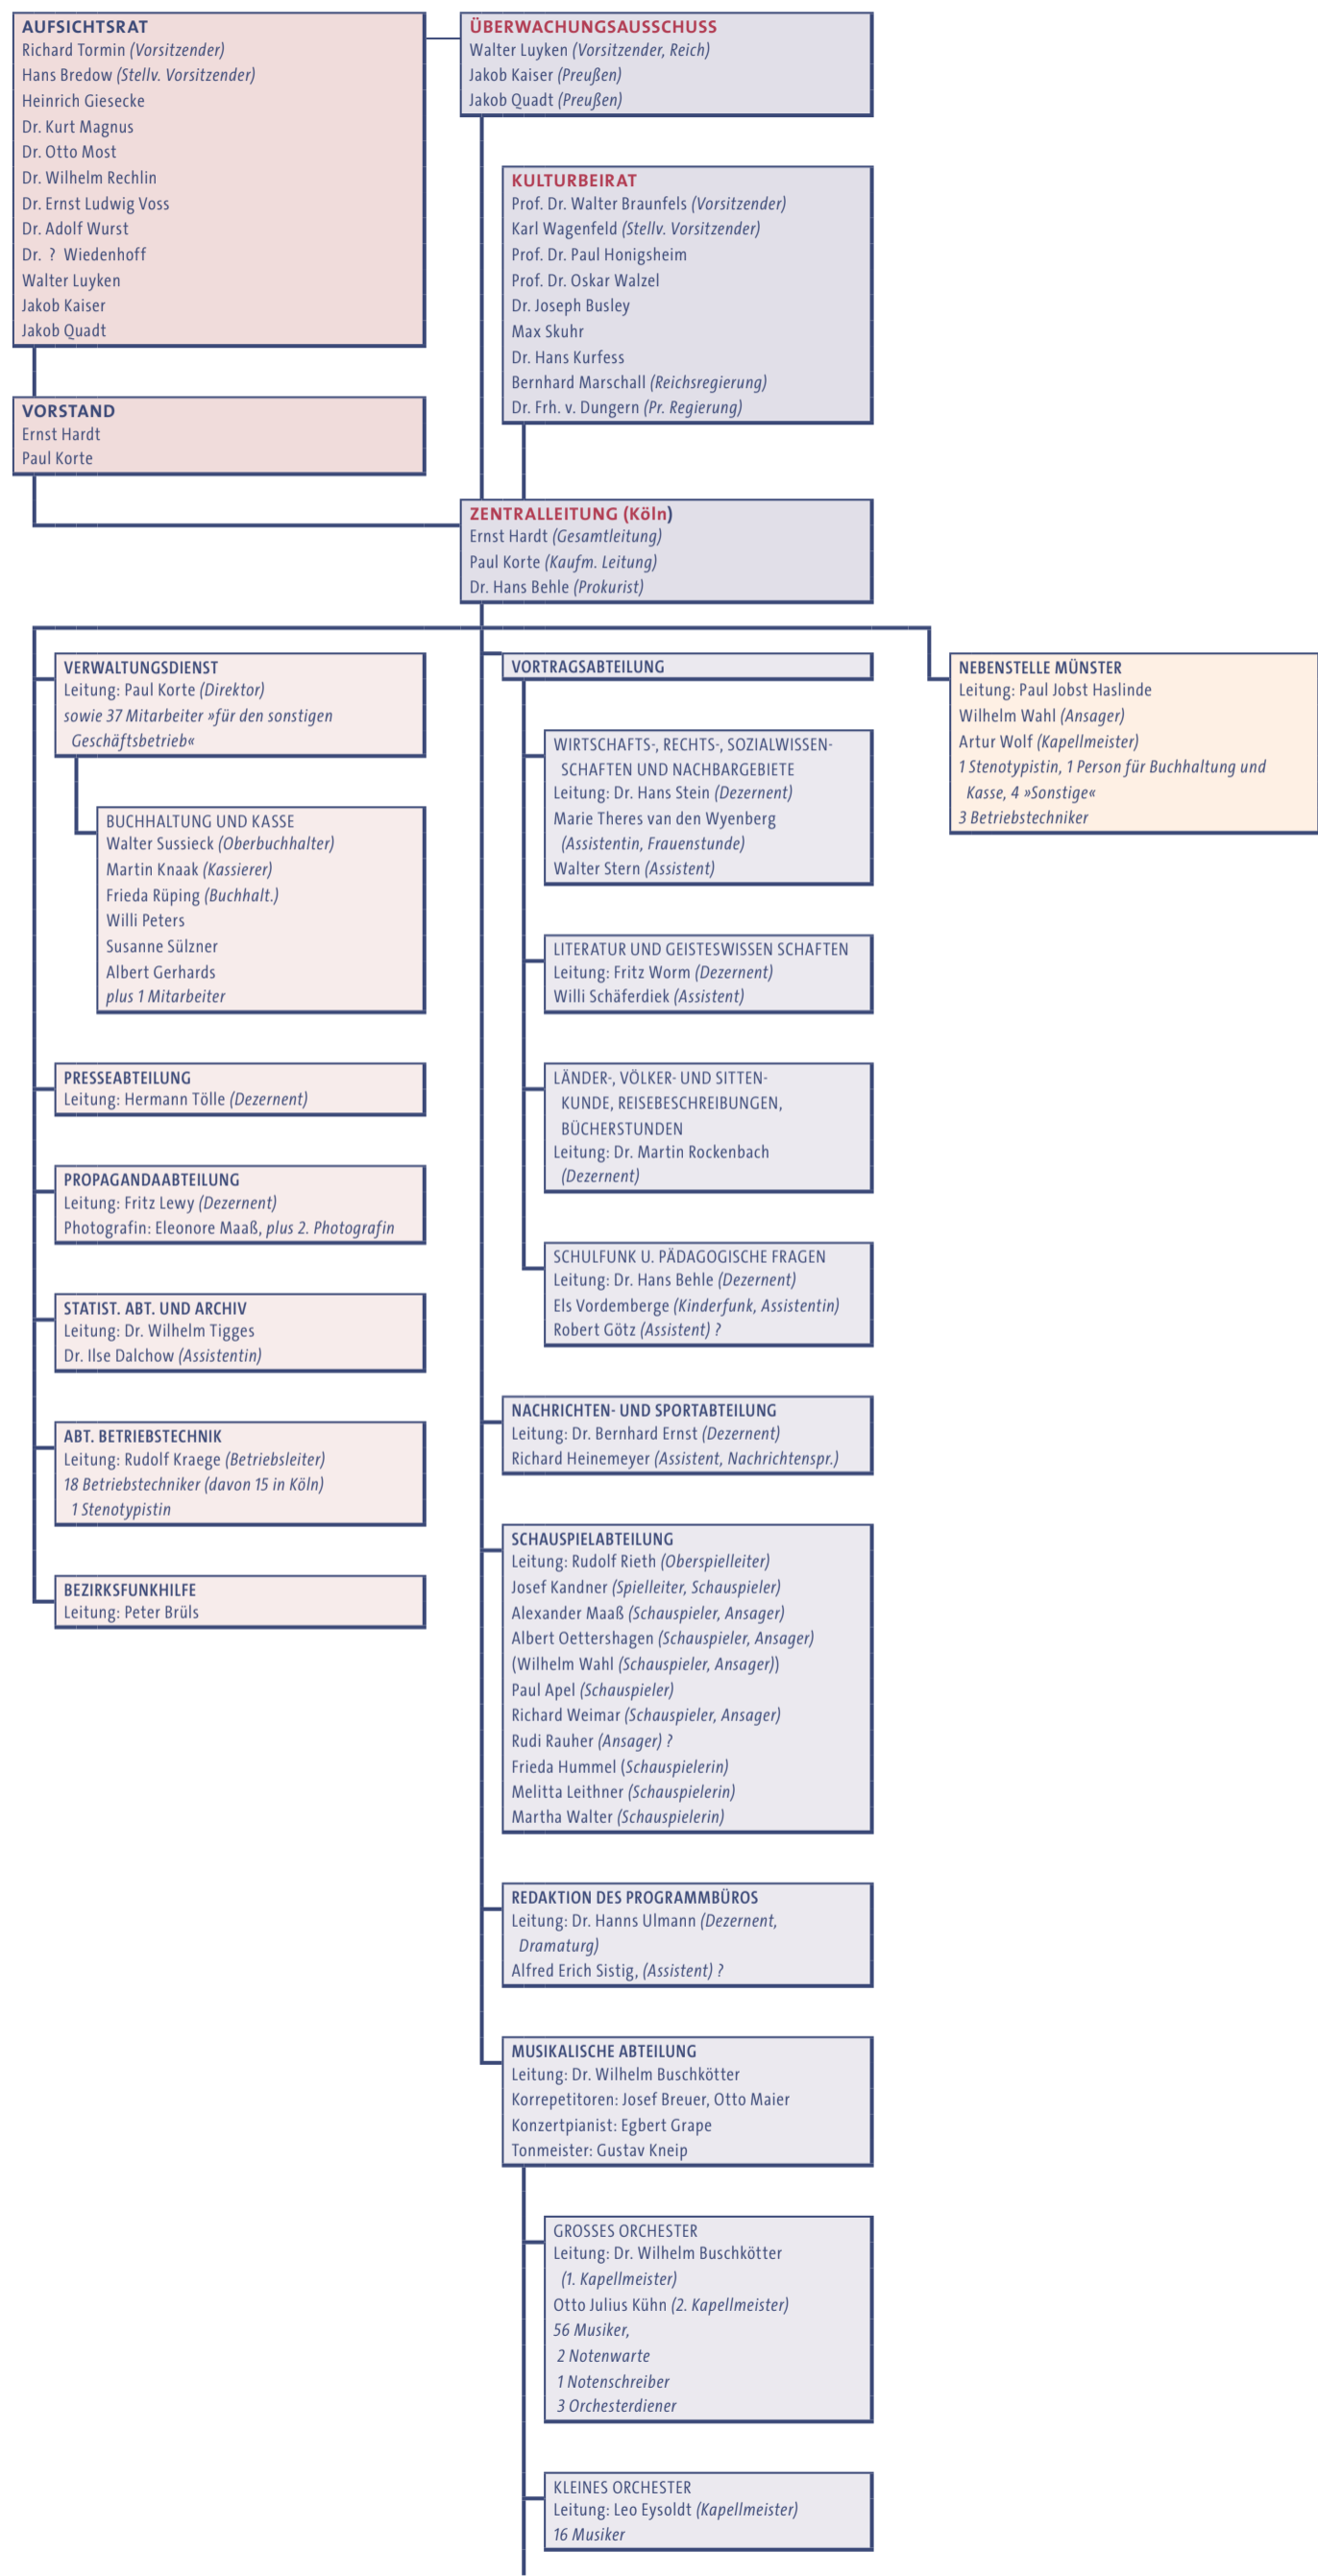 AUFSICHTSRAT
Richard Tormin (Vorsitzender)
Hans Bredow (Stellv. Vorsitzender)
Heinrich Giesecke
Dr. Kurt Magnus
Dr. Otto Most
Dr. Wilhelm Rechlin
Dr. Ernst Ludwig Voss
Dr. Adolf Wurst
Dr. ? Wiedenhoff
Walter Luyken
Jakob Kaiser
Jakob Quadt
ÜBERWACHUNGSAUSSCHUSS
Walter Luyken (Vorsitzender, Reich)
Jakob Kaiser (Preußen)
Jakob Quadt (Preußen)
KULTURBEIRAT
Prof. Dr. Walter Braunfels (Vorsitzender)
Karl Wagenfeld (Stellv. Vorsitzender)
Prof. Dr. Paul Honigsheim
Prof. Dr. Oskar Walzel
Dr. Joseph Busley
Max Skuhr
Dr. Hans Kurfess
Bernhard Marschall (Reichsregierung)
Dr. Frh. v. Dungern (Pr. Regierung)
VORSTAND
Ernst Hardt
Paul Korte
ZENTRALLEITUNG (Köln)
Ernst Hardt (Gesamtleitung)
Paul Korte (Kaufm. Leitung)
Dr. Hans Behle (Prokurist)
VERWALTUNGSDIENST
Leitung: Paul Korte (Direktor)
sowie 37 Mitarbeiter »für den sonstigen
Geschäftsbetrieb«
BUCHHALTUNG UND KASSE
Walter Sussieck (Oberbuchhalter)
Martin Knaak (Kassierer)
Frieda Rüping (Buchhalt.)
Willi Peters
Susanne Sülzner
Albert Gerhards
plus 1 Mitarbeiter
PRESSEABTEILUNG
Leitung: Hermann Tölle (Dezernent)
PROPAGANDAABTEILUNG
Leitung: Fritz Lewy (Dezernent)
Photografin: Eleonore Maaß, plus 2. Photografin
STATIST. ABT. UND ARCHIV
Leitung: Dr. Wilhelm Tigges
Dr. Ilse Dalchow (Assistentin)
ABT. BETRIEBSTECHNIK
Leitung: Rudolf Kraege (Betriebsleiter)
18 Betriebstechniker (davon 15 in Köln)
1 Stenotypistin
BEZIRKSFUNKHILFE
Leitung: Peter Brüls
VORTRAGSABTEILUNG
WIRTSCHAFTS-, RECHTS-, SOZIALWISSEN-
SCHAFTEN UND NACHBARGEBIETE
Leitung: Dr. Hans Stein (Dezernent)
Marie Theres van den Wyenberg
(Assistentin, Frauenstunde)
Walter Stern (Assistent)
LITERATUR UND GEISTESWISSEN SCHAFTEN
Leitung: Fritz Worm (Dezernent)
Willi Schäferdiek (Assistent)
LÄNDER-, VÖLKER- UND SITTEN-
KUNDE, REISEBESCHREIBUNGEN,
BÜCHERSTUNDEN
Leitung: Dr. Martin Rockenbach
(Dezernent)
SCHULFUNK U. PÄDAGOGISCHE FRAGEN
Leitung: Dr. Hans Behle (Dezernent)
Els Vordemberge (Kinderfunk, Assistentin)
Robert Götz (Assistent) ?
NACHRICHTEN- UND SPORTABTEILUNG
Leitung: Dr. Bernhard Ernst (Dezernent)
Richard Heinemeyer (Assistent, Nachrichtenspr.)
SCHAUSPIELABTEILUNG
Leitung: Rudolf Rieth (Oberspielleiter)
Josef Kandner (Spielleiter, Schauspieler)
Alexander Maaß (Schauspieler, Ansager)
Albert Oettershagen (Schauspieler, Ansager)
(Wilhelm Wahl (Schauspieler, Ansager))
Paul Apel (Schauspieler)
Richard Weimar (Schauspieler, Ansager)
Rudi Rauher (Ansager) ?
Frieda Hummel (Schauspielerin)
Melitta Leithner (Schauspielerin)
Martha Walter (Schauspielerin)
REDAKTION DES PROGRAMMBÜROS
Leitung: Dr. Hanns Ulmann (Dezernent,
Dramaturg)
Alfred Erich Sistig, (Assistent) ?
MUSIKALISCHE ABTEILUNG
Leitung: Dr. Wilhelm Buschkötter
Korrepetitoren: Josef Breuer, Otto Maier
Konzertpianist: Egbert Grape
Tonmeister: Gustav Kneip
GROSSES ORCHESTER
Leitung: Dr. Wilhelm Buschkötter
(1. Kapellmeister)
Otto Julius Kühn (2. Kapellmeister)
56 Musiker,
2 Notenwarte
1 Notenschreiber
3 Orchesterdiener
KLEINES ORCHESTER
Leitung: Leo Eysoldt (Kapellmeister)
16 Musiker
NEBENSTELLE MÜNSTER
Leitung: Paul Jobst Haslinde
Wilhelm Wahl (Ansager)
Artur Wolf (Kapellmeister)
1 Stenotypistin, 1 Person für Buchhaltung und
Kasse, 4 »Sonstige«
3 Betriebstechniker